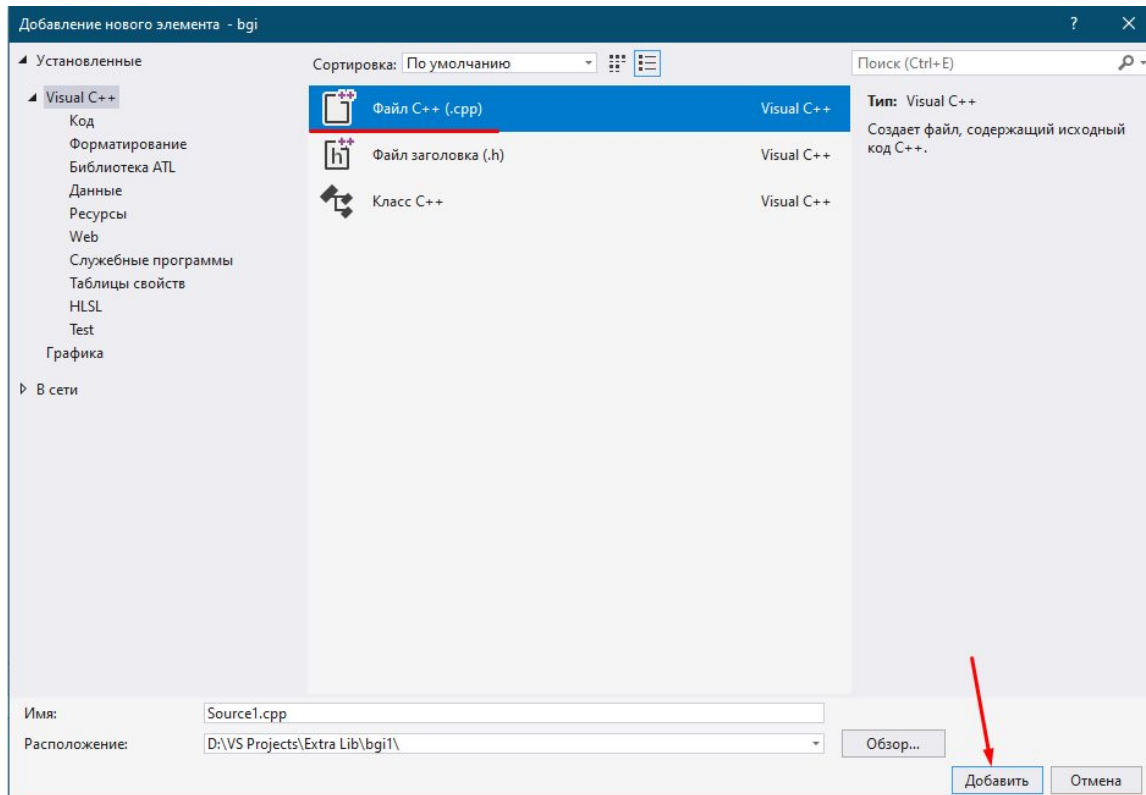 Добавление нового элемента - bgi
?
Установленные
Visual C++
Код
Форматирование
Библиотека ATL
Данные
Ресурсы
Web
Служебные программы
Таблицы свойств
HLSL
Test
Графика
В сети
Сортировка: По умолчанию
Файл C++ (.cpp) Visual C++
Файл заголовка (.h) Visual C++
Класс C++ Visual C++
Поиск (Ctrl+E)
Тип: Visual C++
Создает файл, содержащий исходный
код C++.
Имя: Source1.cpp
Расположение: D:\VS Projects\Extra Lib\bgi1\
Обзор...
Добавить Отмена